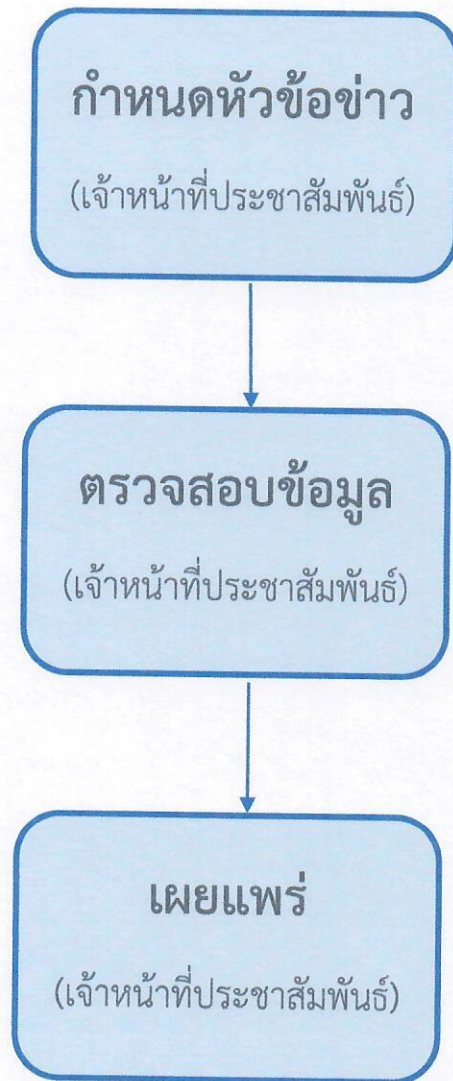 กำหนดหัวข้อข่าว
(เจ้าหน้าที่ประชาสัมพันธ์)
ตรวจสอบข้อมูล
(เจ้าหน้าที่ประชาสัมพันธ์)
เผยแพร่
(เจ้าหน้าที่ประชาสัมพันธ์)